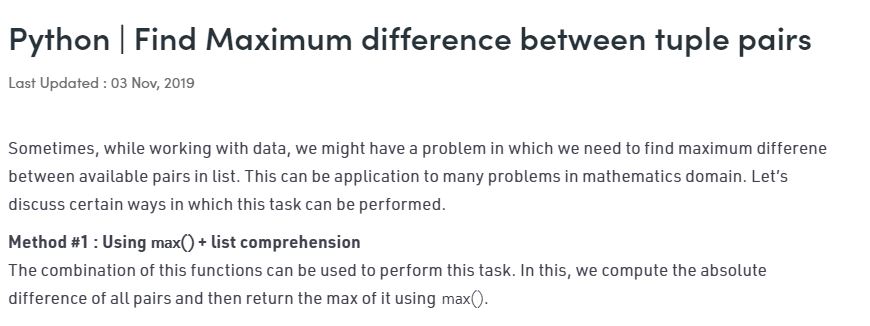 Python | Find Maximum difference between tuple pairs
Last Updated : 03 Nov, 2019
Sometimes, while working with data, we might have a problem in which we need to find maximum differene
between available pairs in list. This can be application to many problems in mathematics domain. Let's
discuss certain ways in which this task can be performed.
Method #1 : Using max() + list comprehension
The combination of this functions can be used to perform this task. In this, we compute the absolute
difference of all pairs and then return the max of it using max().